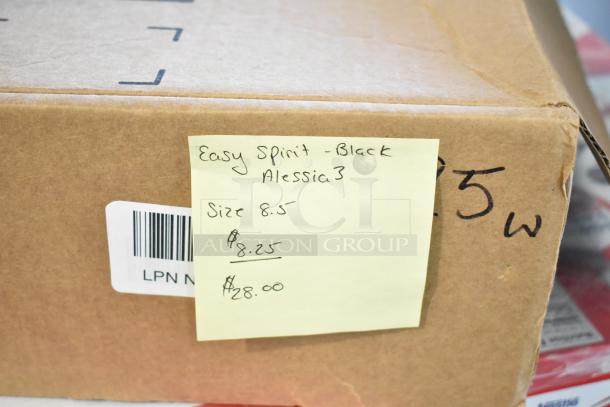 Easy Spirit - Black
Alessia3
Size 8.5
$8.25
$28.00
5 W
LPN N
PCI
AUCTION GROUP